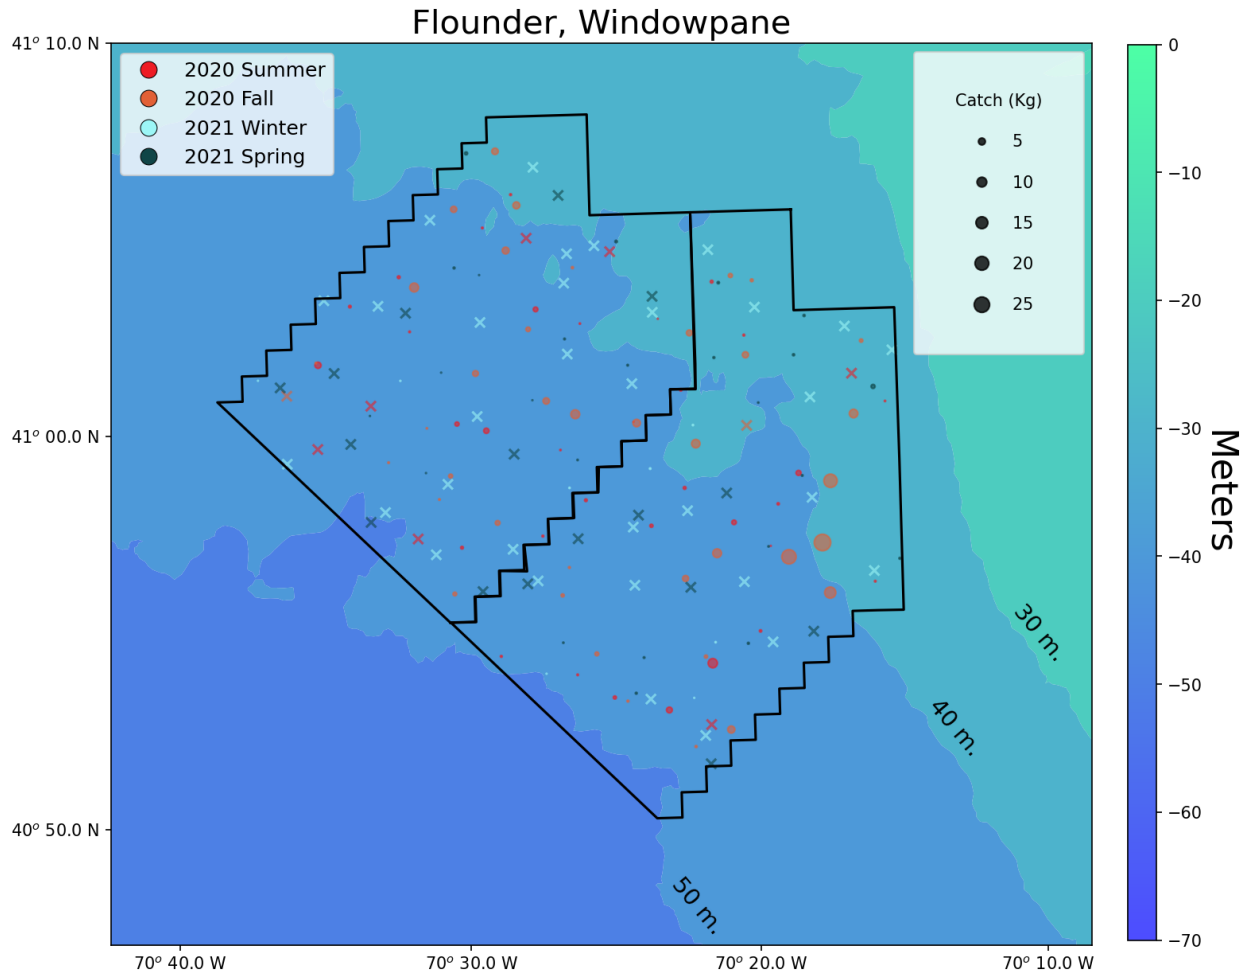 Flounder, Windowpane
41° 10.0 N
41° 00.0 N
40° 50.0 N
2020 Summer
2020 Fall
2021 Winter
2021 Spring
Catch (Kg)
5
10
15
20
25
30 m.
40 m.
50 m.
70° 40.0 W
70° 30.0 W
70° 20.0 W
70° 10.0 W
0
−10
−20
−30
−40
−50
−60
−70
Meters